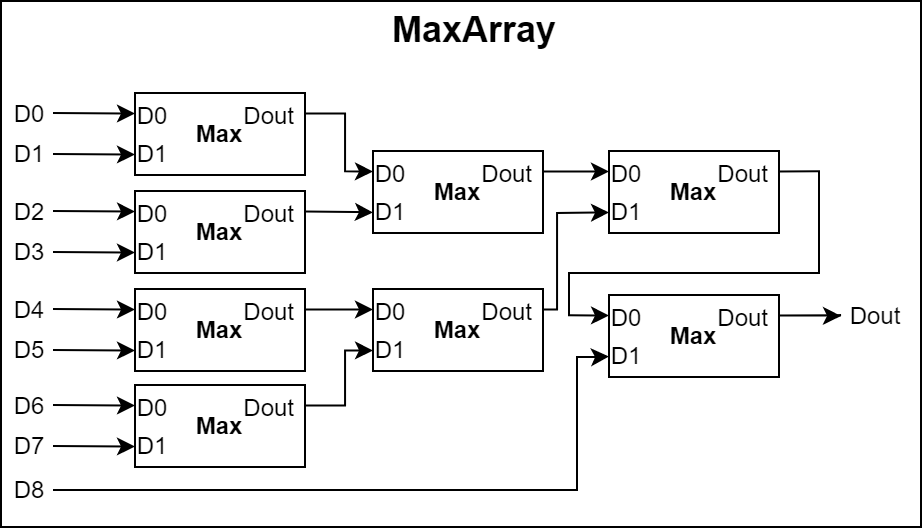 MaxArray
D0
D1
D0 Dout
Max
D1
D2
D3
D0 Dout
Max
D1
D4
D5
D0 Dout
Max
D1
D6
D7
D0 Dout
Max
D1
D8
D0 Dout
Max
D1
D0 Dout
Max
D1
D0 Dout
Max
D1
D0 Dout
Max
D1
Dout